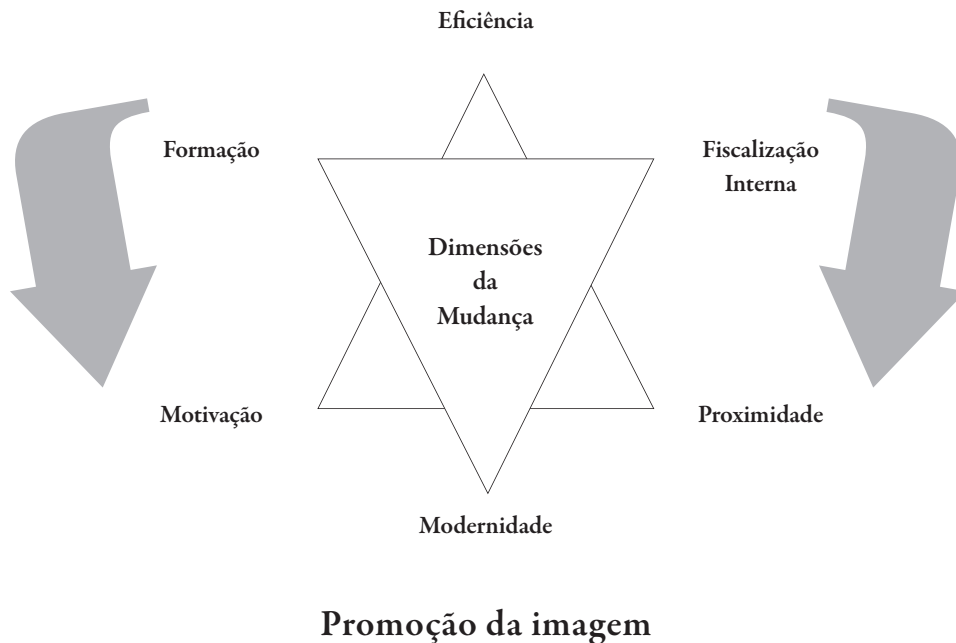 Eficiência
Formação
Fiscalização
Interna
Dimensões
da
Mudança
Motivação
Proximidade
Modernidade
Promoção da imagem